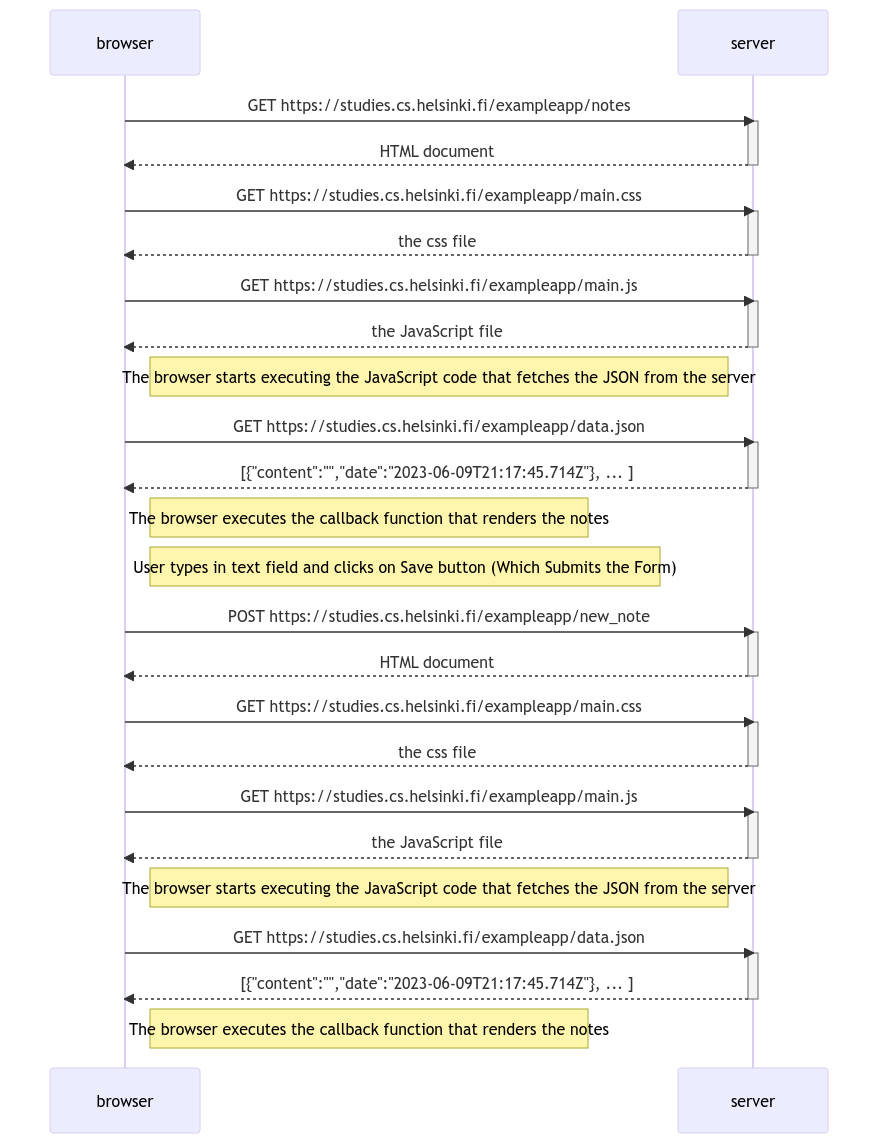 browser
server
GET https://studies.cs.helsinki.fi/exampleapp/notes
HTML document
GET https://studies.cs.helsinki.fi/exampleapp/main.css
the css file
GET https://studies.cs.helsinki.fi/exampleapp/main.js
the JavaScript file
The browser starts executing the JavaScript code that fetches the JSON from the server
GET https://studies.cs.helsinki.fi/exampleapp/data.json
[{"content":"","date":"2023-06-09T21:17:45.714Z"}, ... ]
The browser executes the callback function that renders the notes
User types in text field and clicks on Save button (Which Submits the Form)
POST https://studies.cs.helsinki.fi/exampleapp/new_note
HTML document
GET https://studies.cs.helsinki.fi/exampleapp/main.css
the css file
GET https://studies.cs.helsinki.fi/exampleapp/main.js
the JavaScript file
The browser starts executing the JavaScript code that fetches the JSON from the server
GET https://studies.cs.helsinki.fi/exampleapp/data.json
[{"content":"","date":"2023-06-09T21:17:45.714Z"}, ... ]
The browser executes the callback function that renders the notes
browser
server